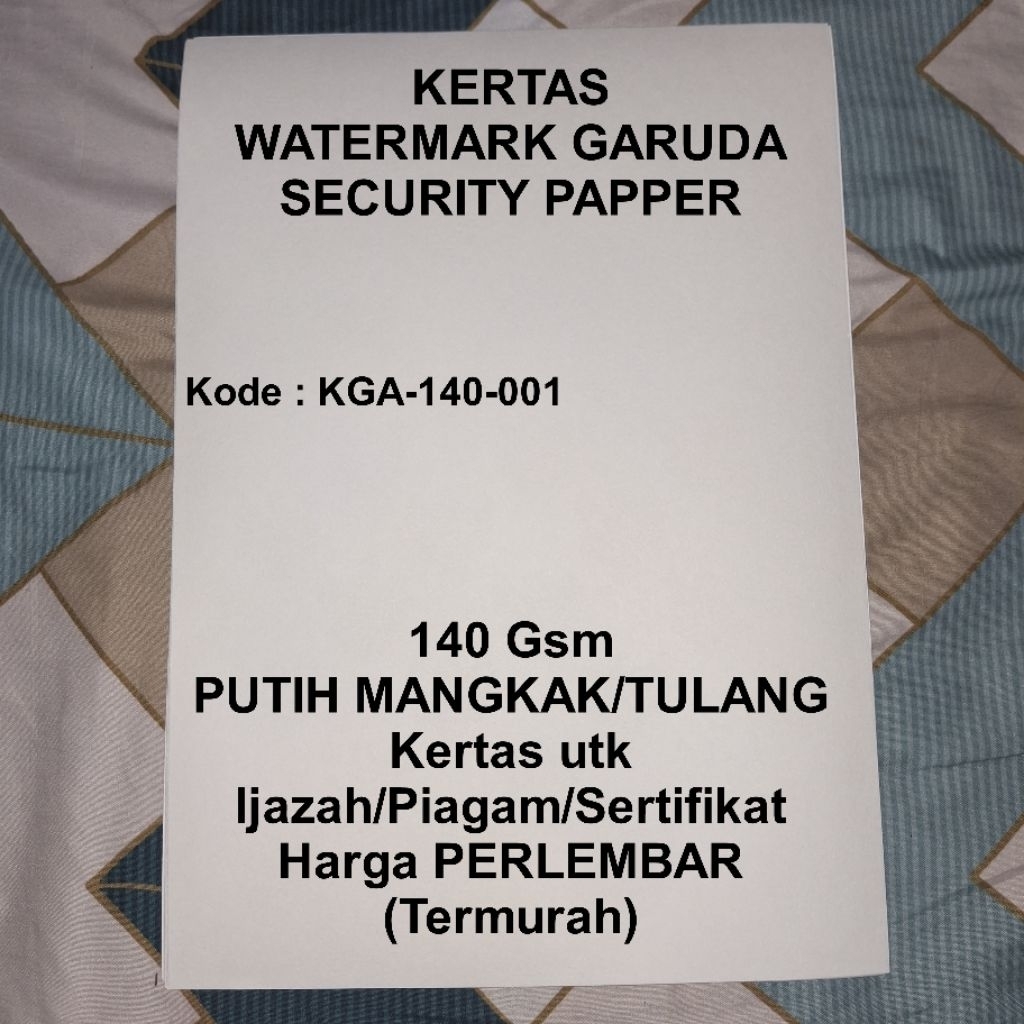 KERTAS
WATERMARK GARUDA
SECURITY PAPPER
Kode : KGA-140-001
140 Gsm
PUTIH MANGKAK/TULANG
Kertas utk
Ijazah/Piagam/Sertifikat
Harga PERLEMBAR
(Termurah)